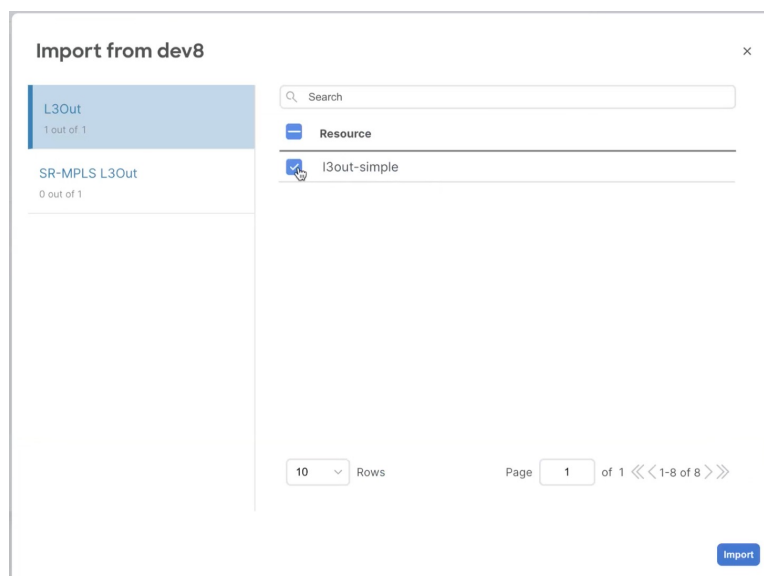 Import from dev8
L3Out
1 out of 1
SR-MPLS L3Out
0 out of 1
Search
Resource
l3out-simple
10 Rows Page 1 of 1 1-8 of 8
Import